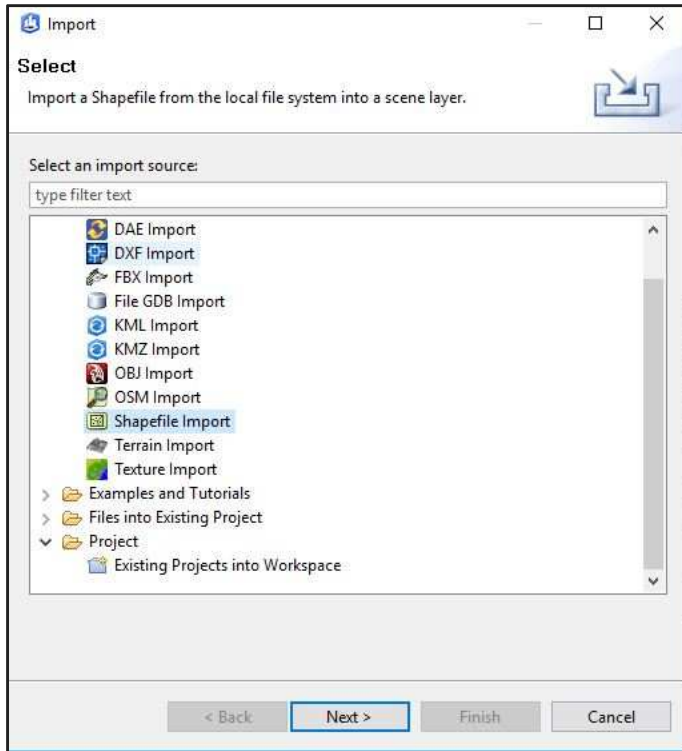 Import
Select
Import a Shapefile from the local file system into a scene layer.
Select an import source:
type filter text
DAE Import
DXF Import
FBX Import
File GDB Import
KML Import
KMZ Import
OBJ Import
OSM Import
Shapefile Import
Terrain Import
Texture Import
Examples and Tutorials
Files into Existing Project
Project
Existing Projects into Workspace
< Back Next > Finish Cancel